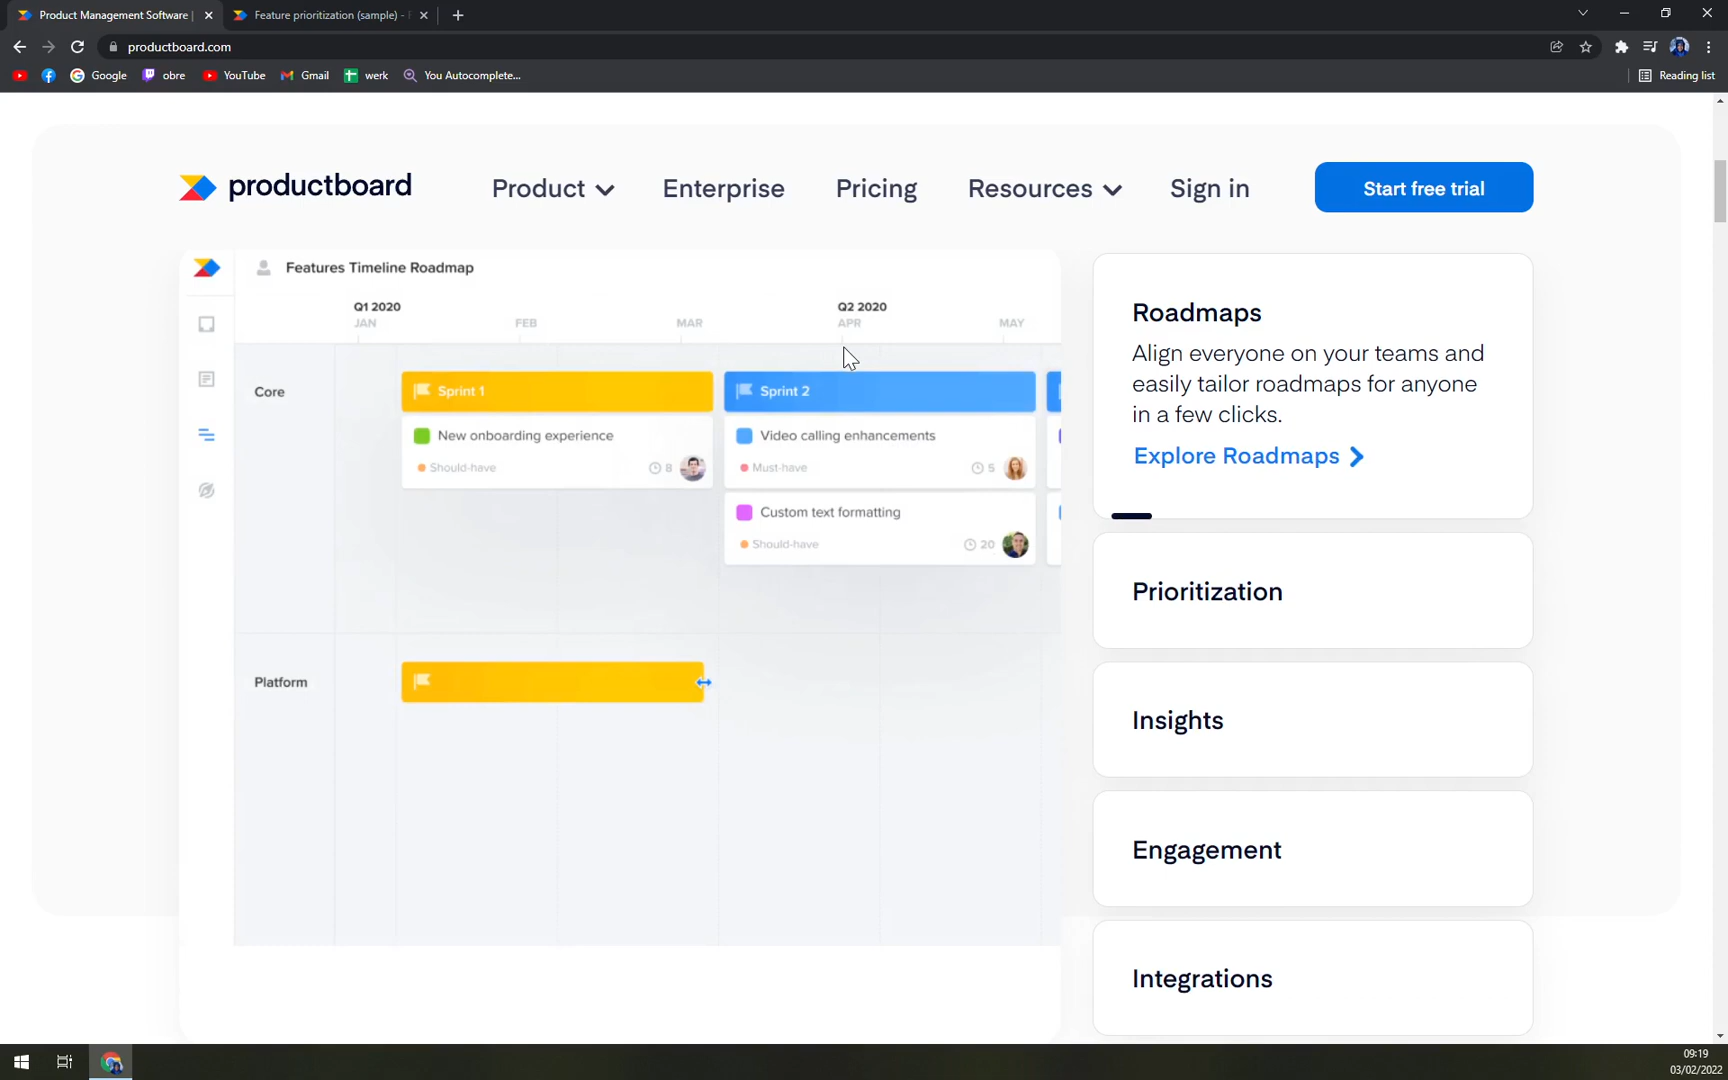 Product Management Software |
Feature prioritization (sample) -
productboard.com
Google
obre
YouTube
Gmail
werk
You Autocomplete...
Reading list
productboard
Product
Enterprise
Pricing
Resources
Sign in
Start free trial
Features Timeline Roadmap
Q1 2020
Q2 2020
JAN
FEB
MAR
APR
MAY
Core
Sprint 1
Sprint 2
New onboarding experience
Should-have
8
Video calling enhancements
Must-have
5
Custom text formatting
Should-have
20
Platform
Roadmaps
Align everyone on your teams and
easily tailor roadmaps for anyone
in a few clicks.
Explore Roadmaps
Prioritization
Insights
Engagement
Integrations
09:19
03/02/2022